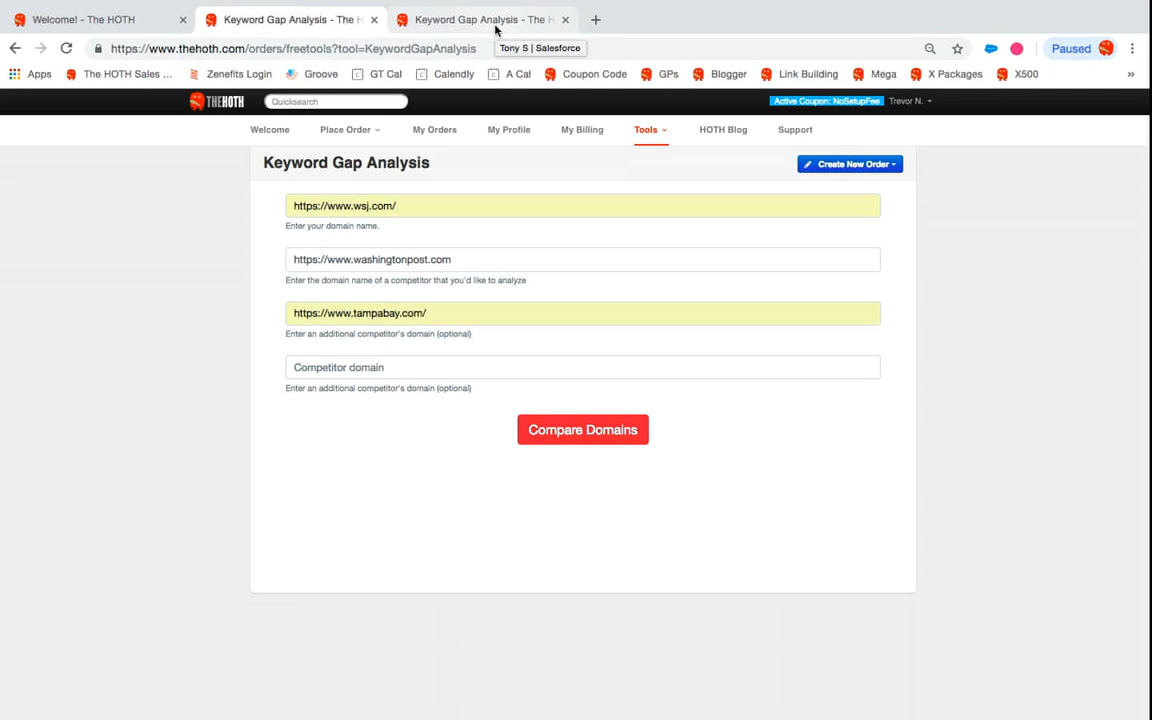 Welcome! - The HOTH
Keyword Gap Analysis - The H
Keyword Gap Analysis - The H
https://www.thehoth.com/orders/freetools?tool=KeywordGapAnalysis
Tony S | Salesforce
Paused
Apps
The HOTH Sales ...
Zenefits Login
Groove
GT Cal
Calendly
A Cal
Coupon Code
GPs
Blogger
Link Building
Mega
X Packages
X500
»
THEHOTH
Quicksearch
Active Coupon: NoSetupFee
Trevor N.
Welcome
Place Order
My Orders
My Profile
My Billing
Tools
HOTH Blog
Support
Keyword Gap Analysis
Create New Order
https://www.wsj.com/
Enter your domain name.
https://www.washingtonpost.com
Enter the domain name of a competitor that you'd like to analyze
https://www.tampabay.com/
Enter an additional competitor's domain (optional)
Competitor domain
Enter an additional competitor's domain (optional)
Compare Domains